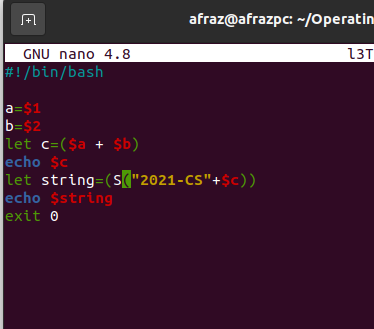 afraz@afrazpc: ~/Operatin
GNU nano 4.8 l3T
#!/bin/bash
a=$1
b=$2
let c=($a + $b)
echo $c
let string=(S("2021-CS"+$c))
echo $string
exit 0